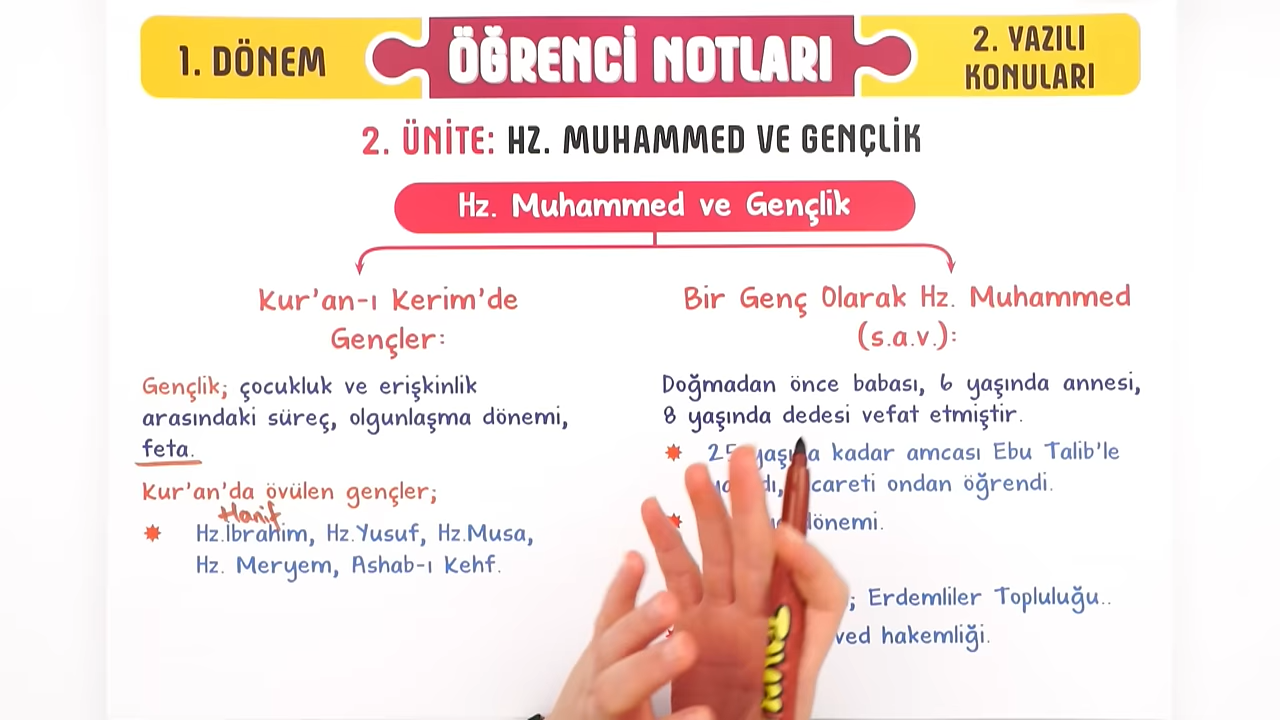 1. DÖNEM
ÖĞRENCİ NOTLARI
2. YAZILI
KONULARI
2. ÜNİTE: HZ. MUHAMMED VE GENÇLİK
Hz. Muhammed ve Gençlik
Kur'an-ı Kerim'de
Gençler:
Gençlik; çocukluk ve erişkinlik
arasındaki süreç, olgunlaşma dönemi,
feta.
Kur'an'da övülen gençler;
Hanif
Hz.İbrahim, Hz.Yusuf, Hz.Musa,
Hz. Meryem, Ashab-ı Kehf.
Bir Genç Olarak Hz. Muhammed
(s.a.v.):
Doğmadan önce babası, 6 yaşında annesi,
8 yaşında dedesi vefat etmiştir.
kadar amcası Ebu Talib'le
ondan öğrendi.
dönemi.
; Erdemliler Topluluğu..
hakemliği.